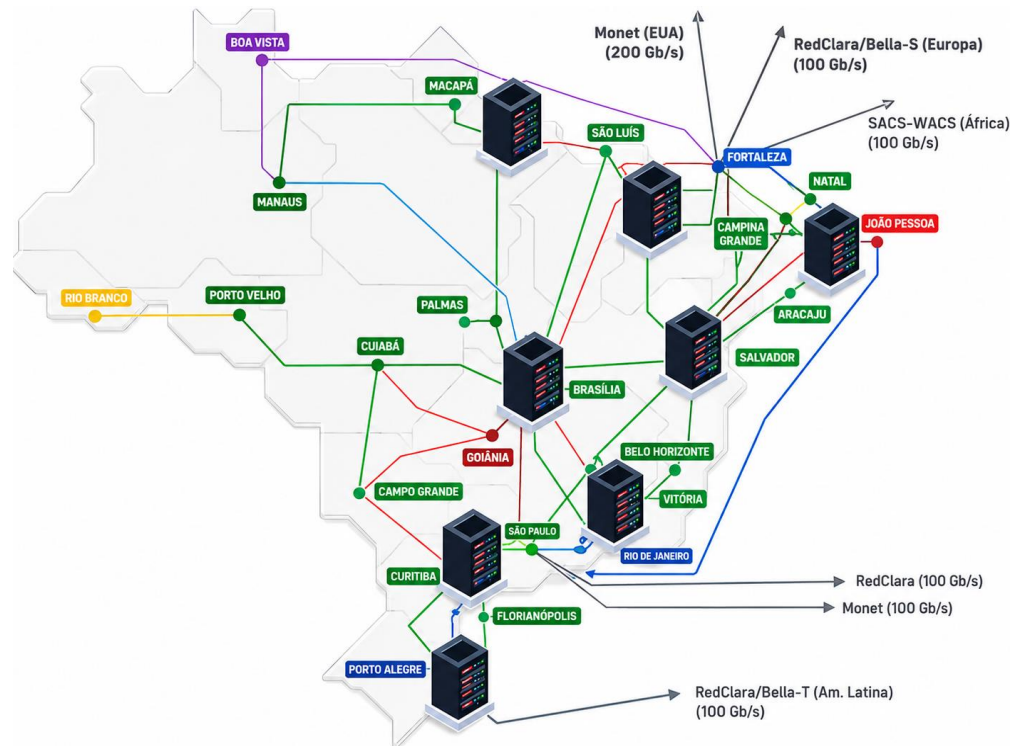 Monet (EUA)
(200 Gb/s)
RedClara/Bella-S (Europa)
(100 Gb/s)
SACS-WACS (África)
(100 Gb/s)
BOA VISTA
MACAPÁ
SÃO LUÍS
FORTALEZA
NATAL
MANAUS
CAMPINA
GRANDE
JOÃO PESSOA
RIO BRANCO
PORTO VELHO
PALMAS
ARACAJU
CUIABÁ
SALVADOR
BRASÍLIA
GOIÂNIA
BELO HORIZONTE
CAMPO GRANDE
VITÓRIA
SÃO PAULO
RIO DE JANEIRO
CURITIBA
RedClara (100 Gb/s)
Monet (100 Gb/s)
FLORIANÓPOLIS
PORTO ALEGRE
RedClara/Bella-T (Am. Latina)
(100 Gb/s)